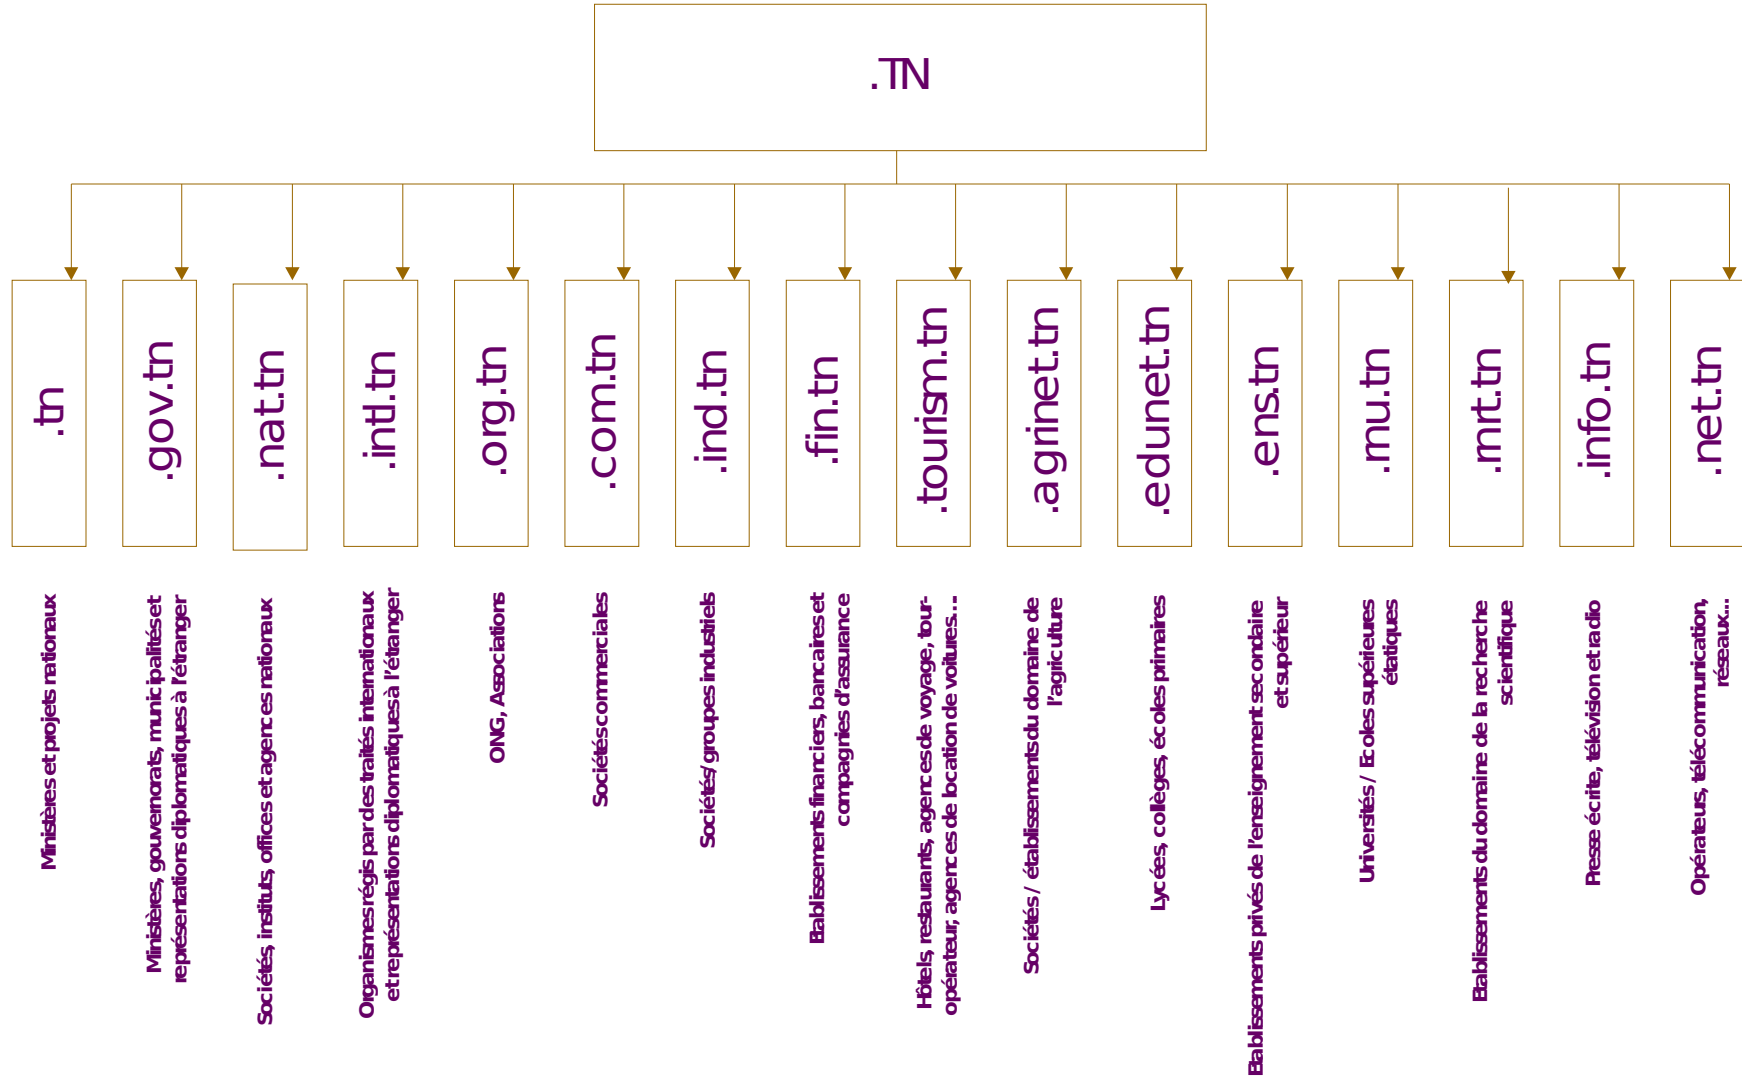 .TN
.tn
.gov.tn
.nat.tn
.intl.tn
.org.tn
.com.tn
.ind.tn
.fin.tn
.tourism.tn
.agrinet.tn
.edunet.tn
.ens.tn
.mu.tn
.mrt.tn
.info.tn
.net.tn
Ministères et projets nationaux
Ministères, gouvernorats, municipalités et
représentations diplomatiques à l'étranger
Sociétés, instituts, offices et agences nationaux
Organismes régis par des traités internationaux
et représentations diplomatiques à l'étranger
ONG, Associations
Sociétés commerciales
Sociétés/ groupes industriels
Etablissements financiers, bancaires et
compagnies d'assurance
Hôtels, restaurants, agences de voyage, tour-
opérateur, agences de location de voitures...
Sociétés / établissements du domaine de
l'agriculture
Lycées, collèges, écoles primaires
Etablissements privés de l'enseignement secondaire
et supérieur
Universités / Ecoles supérieures
étatiques
Etablissements du domaine de la recherche
scientifique
Presse écrite, télévision et radio
Opérateurs, télécommunication,
réseaux...